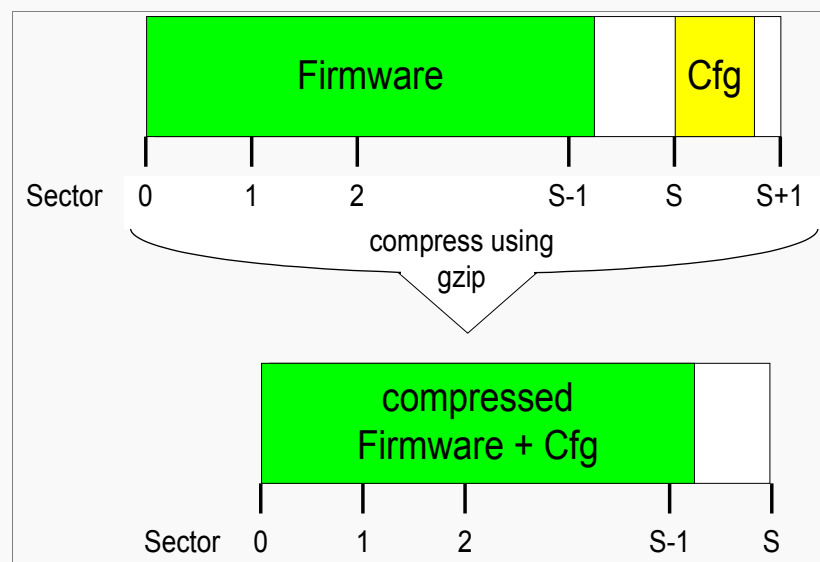 Firmware
Cfg
Sector 0 1 2 S-1 S S+1
compress using
gzip
compressed
Firmware + Cfg
Sector 0 1 2 S-1 S